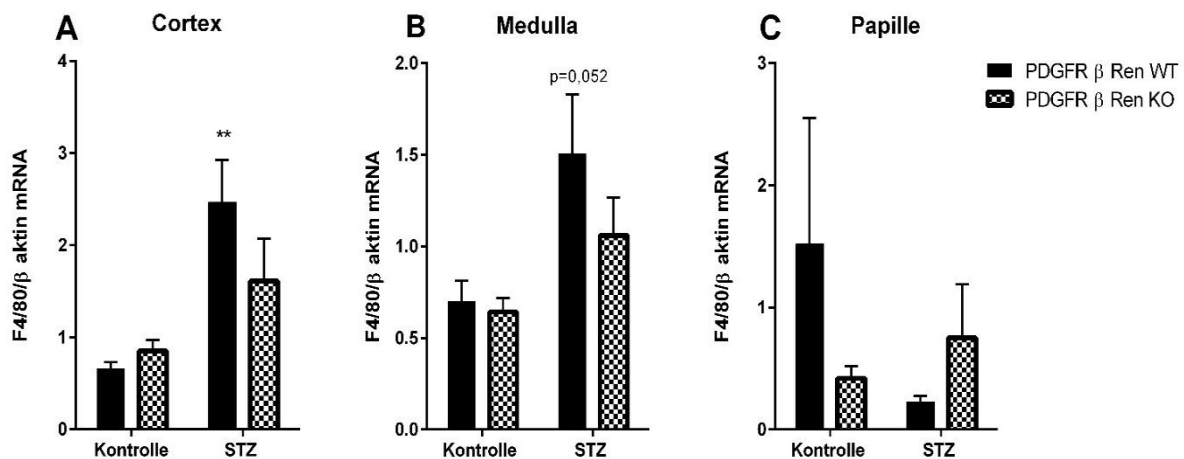 A Cortex
F4/80/β aktin mRNA
4
3
2
1
0
**
Kontrolle STZ
B Medulla
F4/80/β aktin mRNA
2.0
1.5
1.0
0.5
0.0
p=0,052
Kontrolle STZ
C Papille
F4/80/β aktin mRNA
3
2
1
0
Kontrolle STZ
PDGFR β Ren WT
PDGFR β Ren KO